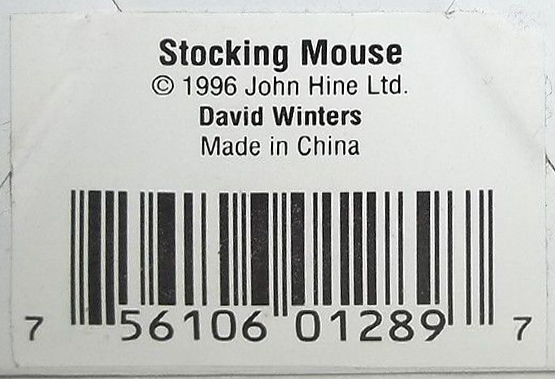 Stocking Mouse
© 1996 John Hine Ltd.
David Winters
Made in China
7 56106 01289 7